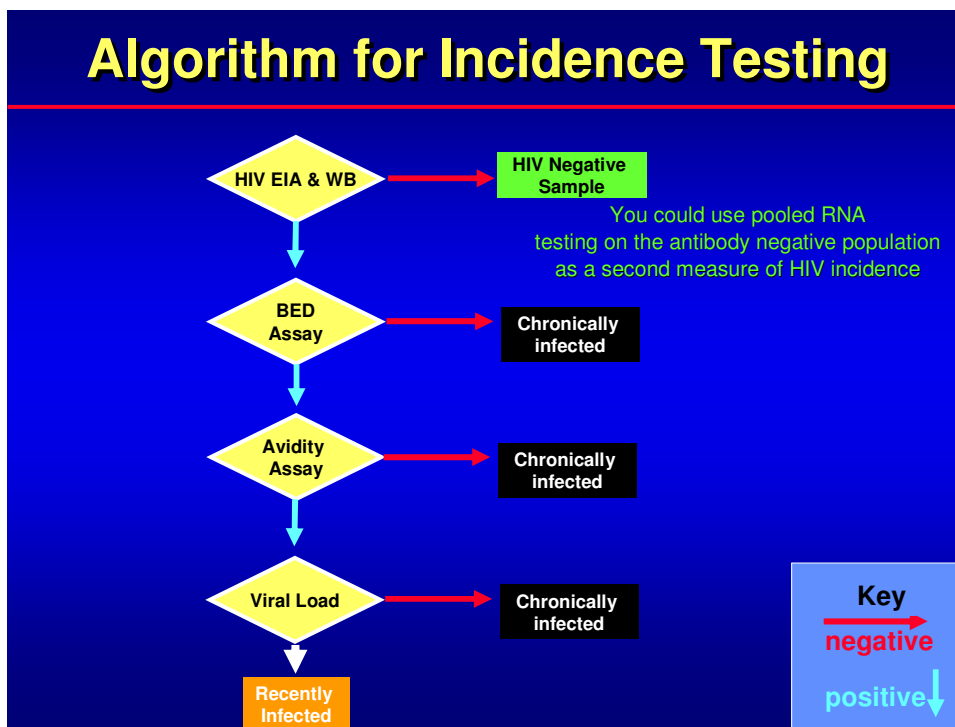 Algorithm for Incidence Testing
HIV EIA & WB
HIV Negative
Sample
You could use pooled RNA
testing on the antibody negative population
as a second measure of HIV incidence
BED
Assay
Chronically
infected
Avidity
Assay
Chronically
infected
Viral Load
Chronically
infected
Recently
Infected
Key
negative
positive